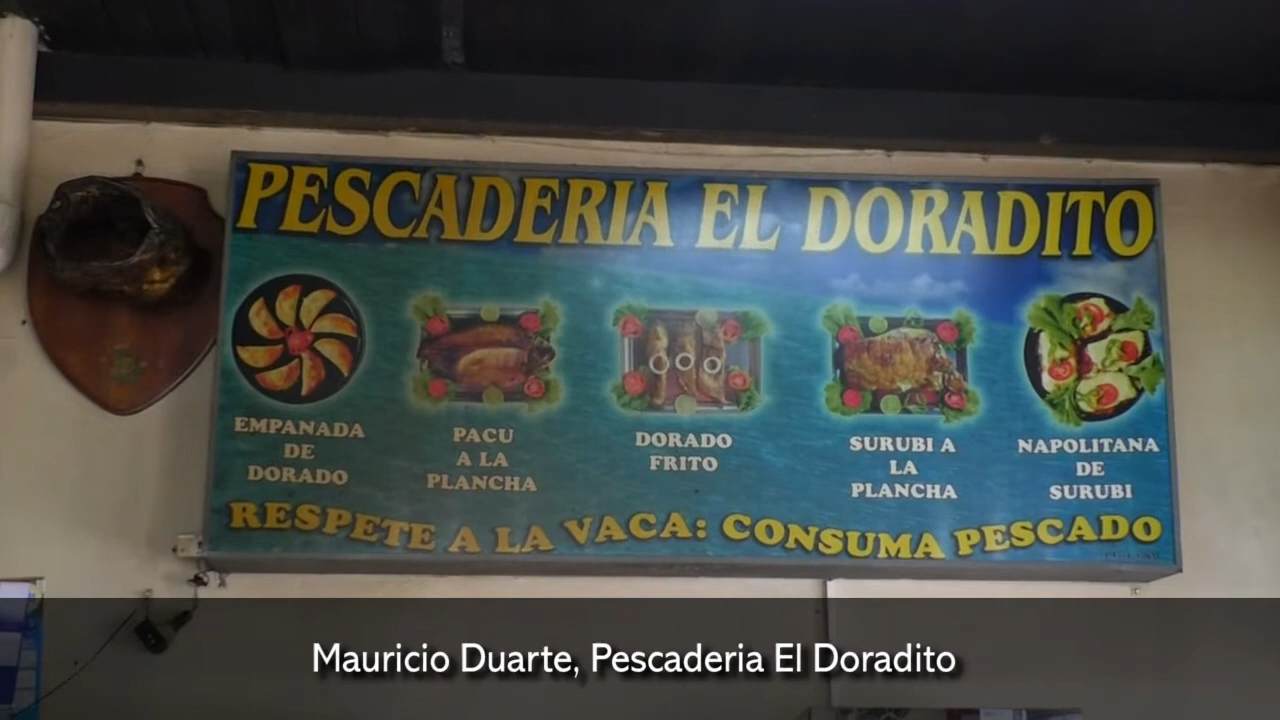 PESCADERIA EL DORADITO
EMPANADA
DE
DORADO
PACU
A LA
PLANCHA
DORADO
FRITO
SURUBI A
LA
PLANCHA
NAPOLITANA
DE
SURUBI
RESPETE A LA VACA: CONSUMA PESCADO
Mauricio Duarte, Pescaderia El Doradito